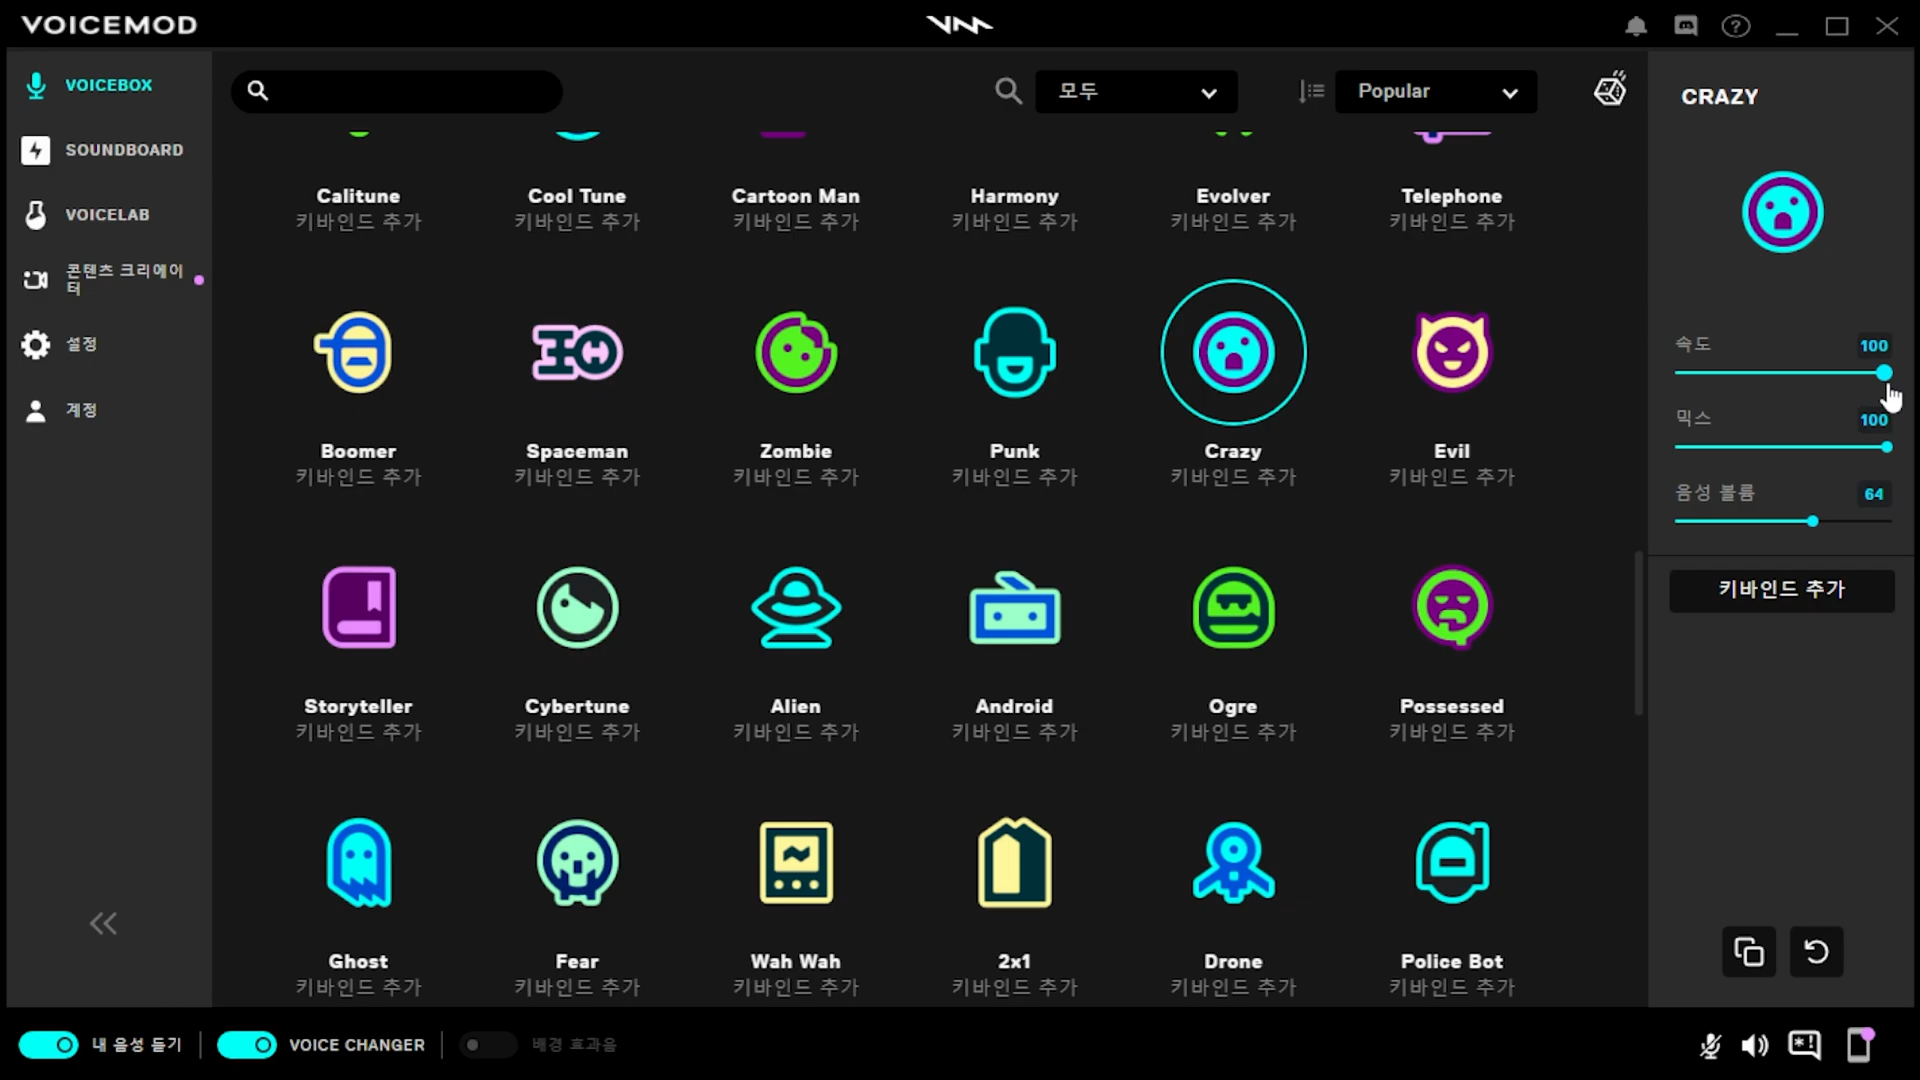 VOICEMOD
VOICEBOX
SOUNDBOARD
VOICELAB
콘텐츠 크리에이
터
설정
계정
모두
Popular
Calitune
키바인드 추가
Cool Tune
키바인드 추가
Cartoon Man
키바인드 추가
Harmony
키바인드 추가
Evolver
키바인드 추가
Telephone
키바인드 추가
Boomer
키바인드 추가
Spaceman
키바인드 추가
Zombie
키바인드 추가
Punk
키바인드 추가
Crazy
키바인드 추가
Evil
키바인드 추가
Storyteller
키바인드 추가
Cybertune
키바인드 추가
Alien
키바인드 추가
Android
키바인드 추가
Ogre
키바인드 추가
Possessed
키바인드 추가
Ghost
키바인드 추가
Fear
키바인드 추가
Wah Wah
키바인드 추가
2x1
키바인드 추가
Drone
키바인드 추가
Police Bot
키바인드 추가
CRAZY
속도 100
믹스 100
음성 볼륨 64
키바인드 추가
내 음성 듣기
VOICE CHANGER
배경 효과음